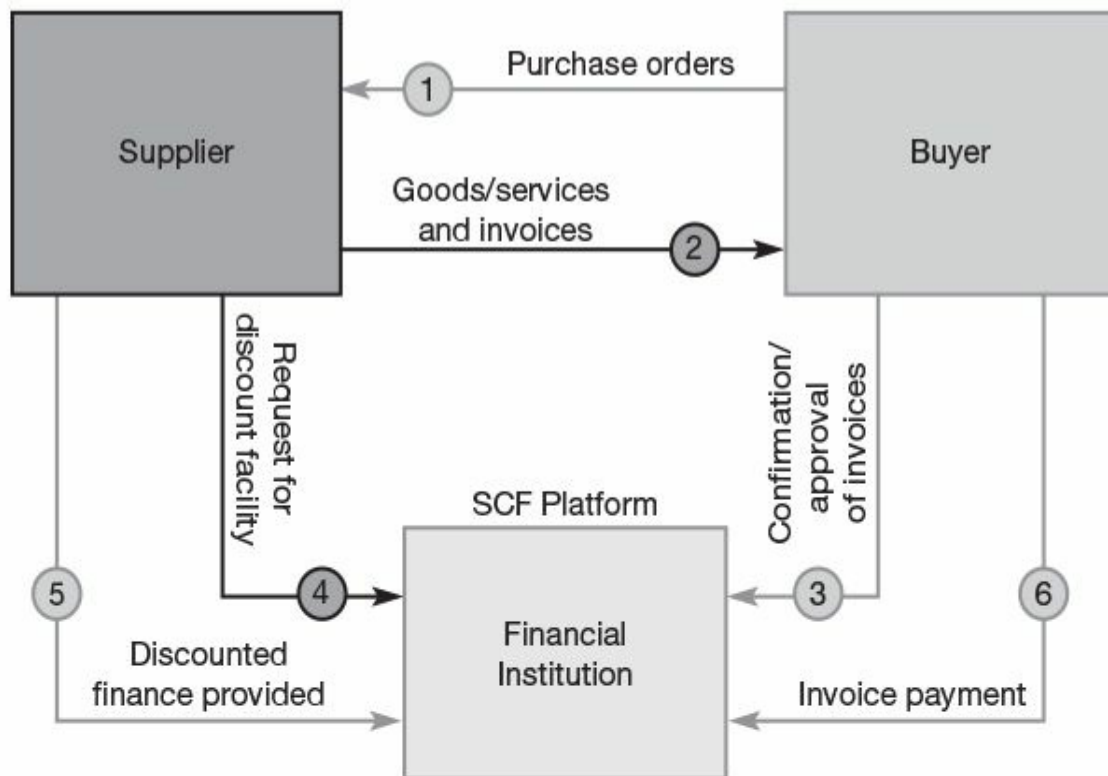 Purchase orders
1
Supplier
Buyer
Goods/services
and invoices
2
Request for
discount facility
Confirmation/
approval
of invoices
SCF Platform
5
4
3
6
Financial
Institution
Discounted
finance provided
Invoice payment